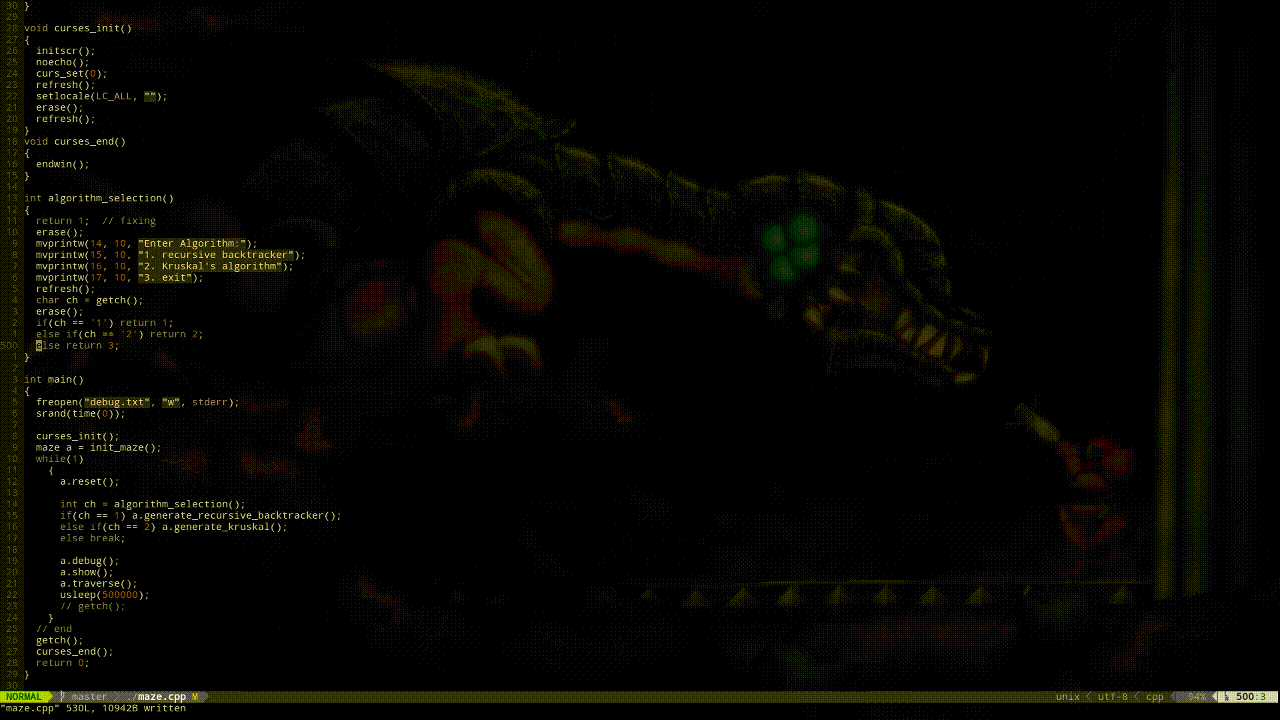 30 }
29
28 void curses_init()
27 {
26   initscr();
25   noecho();
24   curs_set(0);
23   refresh();
22   setlocale(LC_ALL, "");
21   erase();
20   refresh();
19 }
18 void curses_end()
17 {
16   endwin();
15 }
14
13 int algorithm_selection()
12 {
11   return 1;  // fixing
10   erase();
9   mvprintw(14, 10, "Enter Algorithm:");
8   mvprintw(15, 10, "1. recursive backtracker");
7   mvprintw(16, 10, "2. Kruskal's algorithm");
6   mvprintw(17, 10, "3. exit");
5   refresh();
4   char ch = getch();
3   erase();
2   if(ch == '1') return 1;
1   else if(ch == '2') return 2;
500   else return 3;
1 }
2
3 int main()
4 {
5   freopen("debug.txt", "w", stderr);
6   srand(time(0));
7
8   curses_init();
9   maze a = init_maze();
10   while(1)
11     {
12       a.reset();
13
14       int ch = algorithm_selection();
15       if(ch == 1) a.generate_recursive_backtracker();
16       else if(ch == 2) a.generate_kruskal();
17       else break;
18
19       a.debug();
20       a.show();
21       a.traverse();
22       usleep(500000);
23       // getch();
24     }
25   // end
26   getch();
27   curses_end();
28   return 0;
29 }
30
NORMAL master ./maze.cpp M unix < utf-8 < cpp 94% 500:3
"maze.cpp" 530L, 10942B written